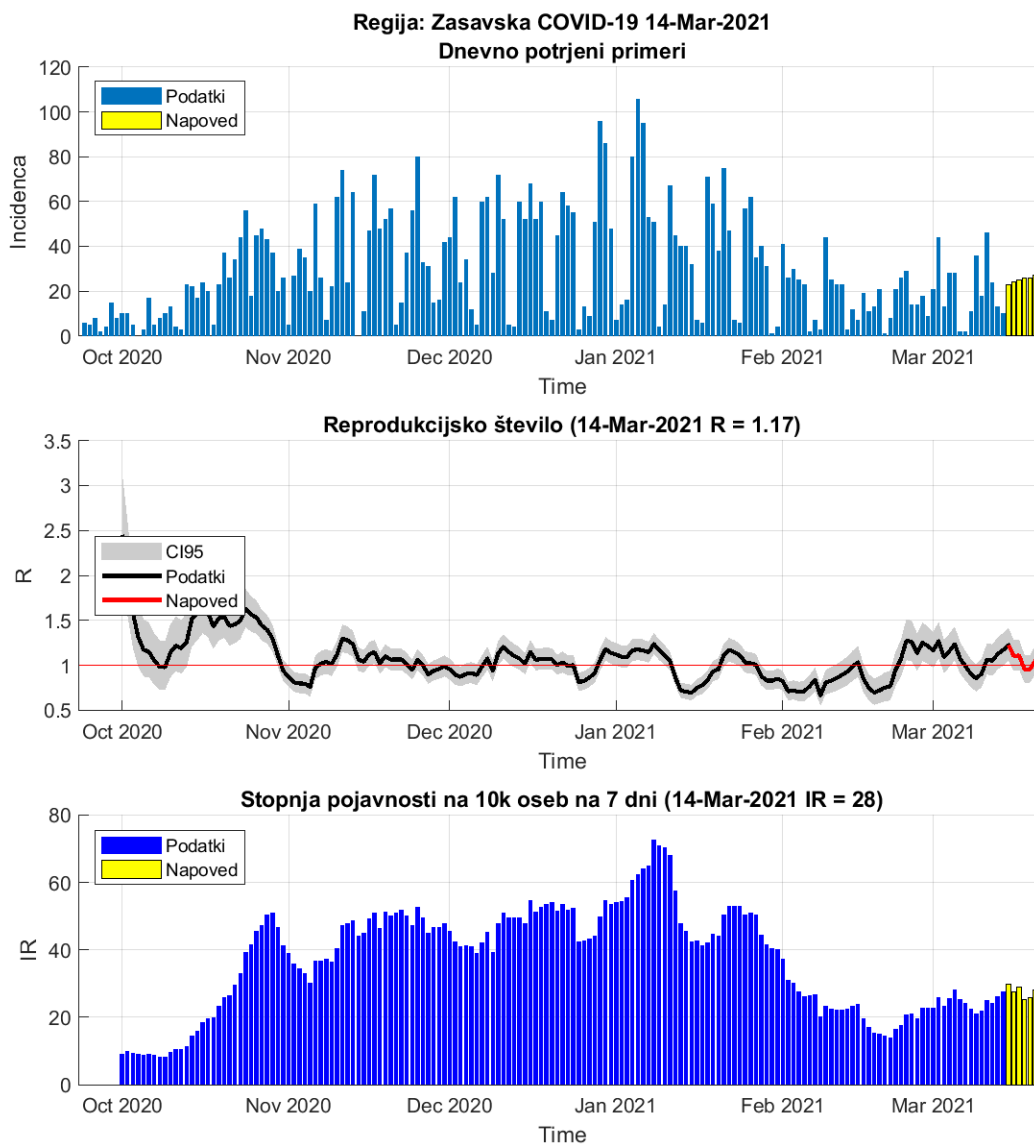 Regija: Zasavska COVID-19 14-Mar-2021
Dnevno potrjeni primeri
120
100
80
60
40
20
0
Incidenca
Podatki
Napoved
Oct 2020 Nov 2020 Dec 2020 Jan 2021 Feb 2021 Mar 2021
Time
Reprodukcijsko število (14-Mar-2021 R = 1.17)
3.5
3
2.5
2
1.5
1
0.5
R
CI95
Podatki
Napoved
Oct 2020 Nov 2020 Dec 2020 Jan 2021 Feb 2021 Mar 2021
Time
Stopnja pojavnosti na 10k oseb na 7 dni (14-Mar-2021 IR = 28)
80
60
40
20
0
IR
Podatki
Napoved
Oct 2020 Nov 2020 Dec 2020 Jan 2021 Feb 2021 Mar 2021
Time